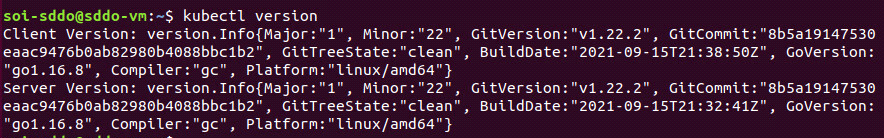 soi-sddo@sddo-vm:~$ kubectl version
Client Version: version.Info{Major:"1", Minor:"22", GitVersion:"v1.22.2", GitCommit:"8b5a19147530
eaac9476b0ab82980b4088bbc1b2", GitTreeState:"clean", BuildDate:"2021-09-15T21:38:50Z", GoVersion:
"go1.16.8", Compiler:"gc", Platform:"linux/amd64"}
Server Version: version.Info{Major:"1", Minor:"22", GitVersion:"v1.22.2", GitCommit:"8b5a19147530
eaac9476b0ab82980b4088bbc1b2", GitTreeState:"clean", BuildDate:"2021-09-15T21:32:41Z", GoVersion:
"go1.16.8", Compiler:"gc", Platform:"linux/amd64"}